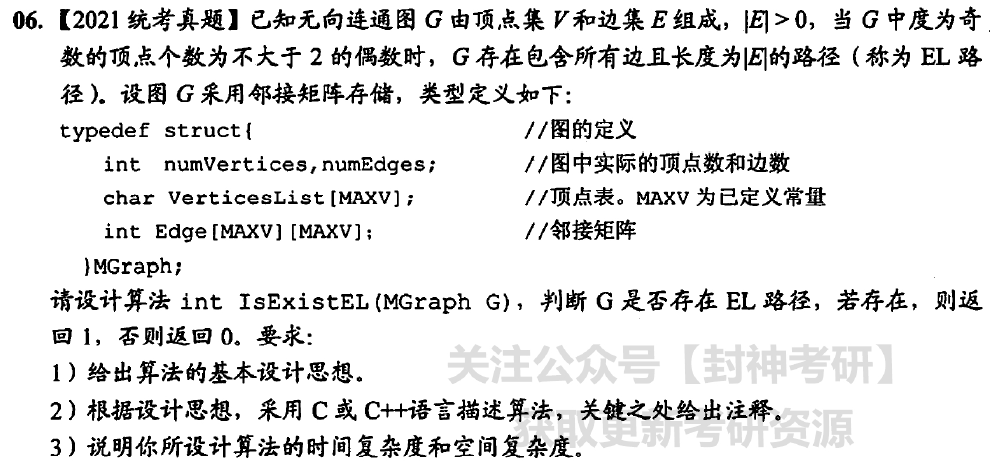 06.【2021 统考真题】已知无向连通图 G 由顶点集 V 和边集 E 组成，|E|>0，当 G 中度为奇
数的顶点个数为不大于 2 的偶数时，G 存在包含所有边且长度为|E|的路径（称为 EL 路
径）。设图 G 采用邻接矩阵存储，类型定义如下：
typedef struct{ //图的定义
int numVertices,numEdges; //图中实际的顶点数和边数
char VerticesList[MAXV]; //顶点表。MAXV 为已定义常量
int Edge[MAXV][MAXV]; //邻接矩阵
}MGraph;
请设计算法 int IsExistEL(MGraph G)，判断 G 是否存在 EL 路径，若存在，则返
回 1，否则返回 0。要求：
1）给出算法的基本设计思想。
关注公众号【封神考研】
2）根据设计思想，采用 C 或 C++语言描述算法，关键之处给出注释。
获取更新考研资源
3）说明你所设计算法的时间复杂度和空间复杂度。